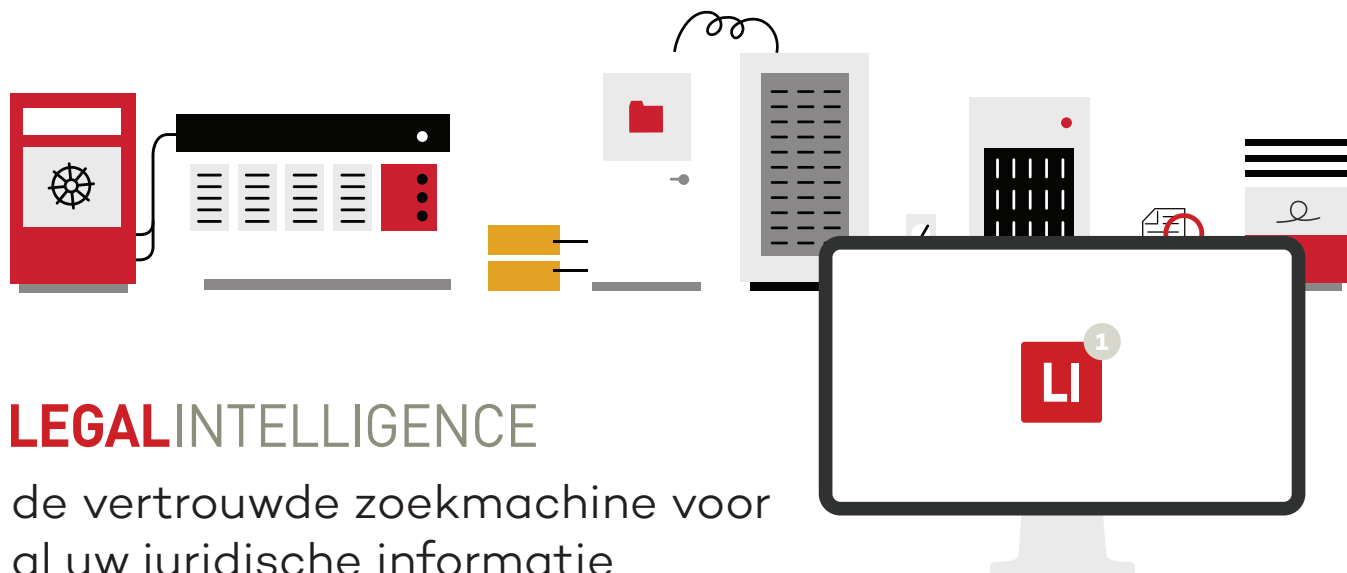 LI
1
LEGALINTELLIGENCE
de vertrouwde zoekmachine voor
al uw juridische informatie